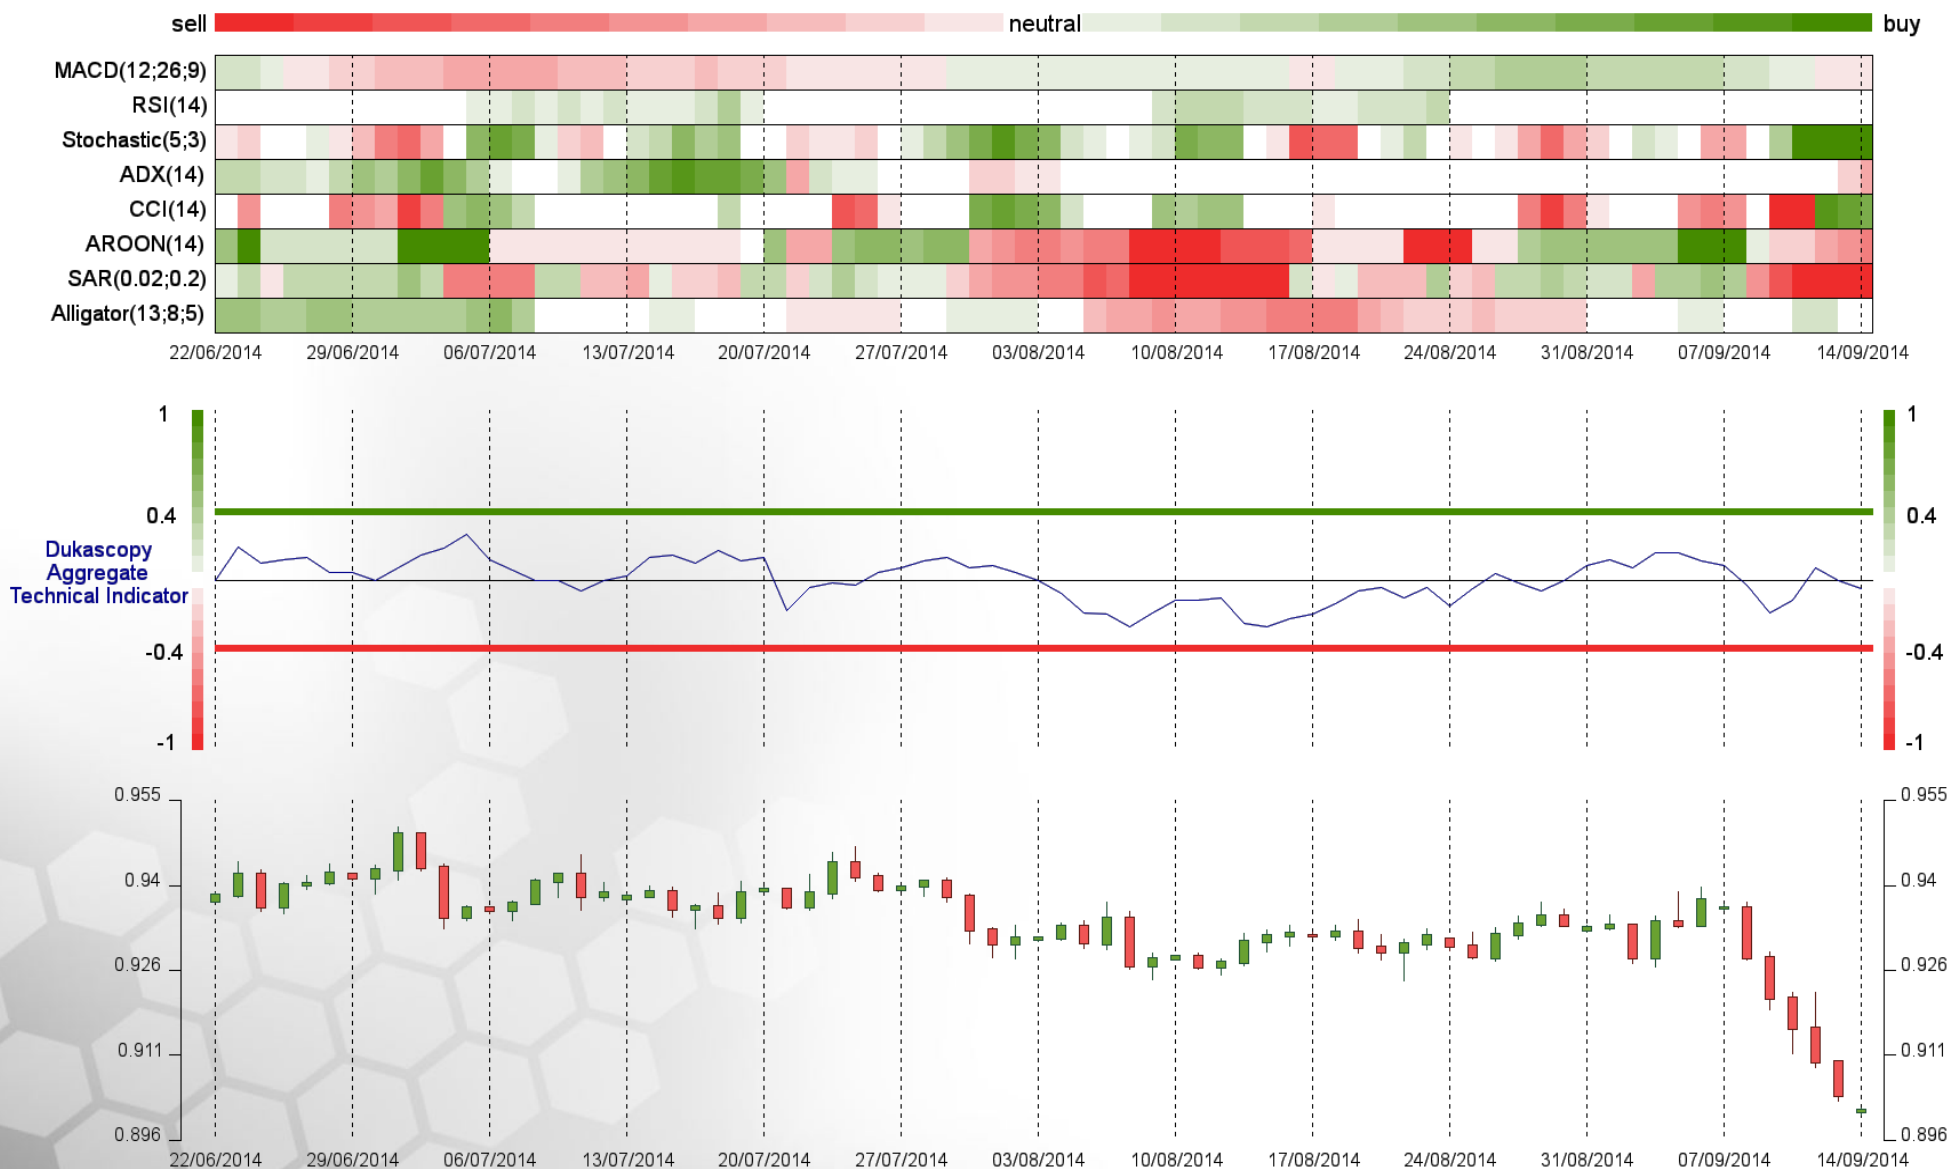 sell neutral buy
MACD(12;26;9)
RSI(14)
Stochastic(5;3)
ADX(14)
CCI(14)
AROON(14)
SAR(0.02;0.2)
Alligator(13;8;5)
22/06/2014 29/06/2014 06/07/2014 13/07/2014 20/07/2014 27/07/2014 03/08/2014 10/08/2014 17/08/2014 24/08/2014 31/08/2014 07/09/2014 14/09/2014
1 1
0.4 0.4
Dukascopy
Aggregate
Technical Indicator
-0.4 -0.4
-1 -1
0.955 0.955
0.94 0.94
0.926 0.926
0.911 0.911
0.896 0.896
22/06/2014 29/06/2014 06/07/2014 13/07/2014 20/07/2014 27/07/2014 03/08/2014 10/08/2014 17/08/2014 24/08/2014 31/08/2014 07/09/2014 14/09/2014